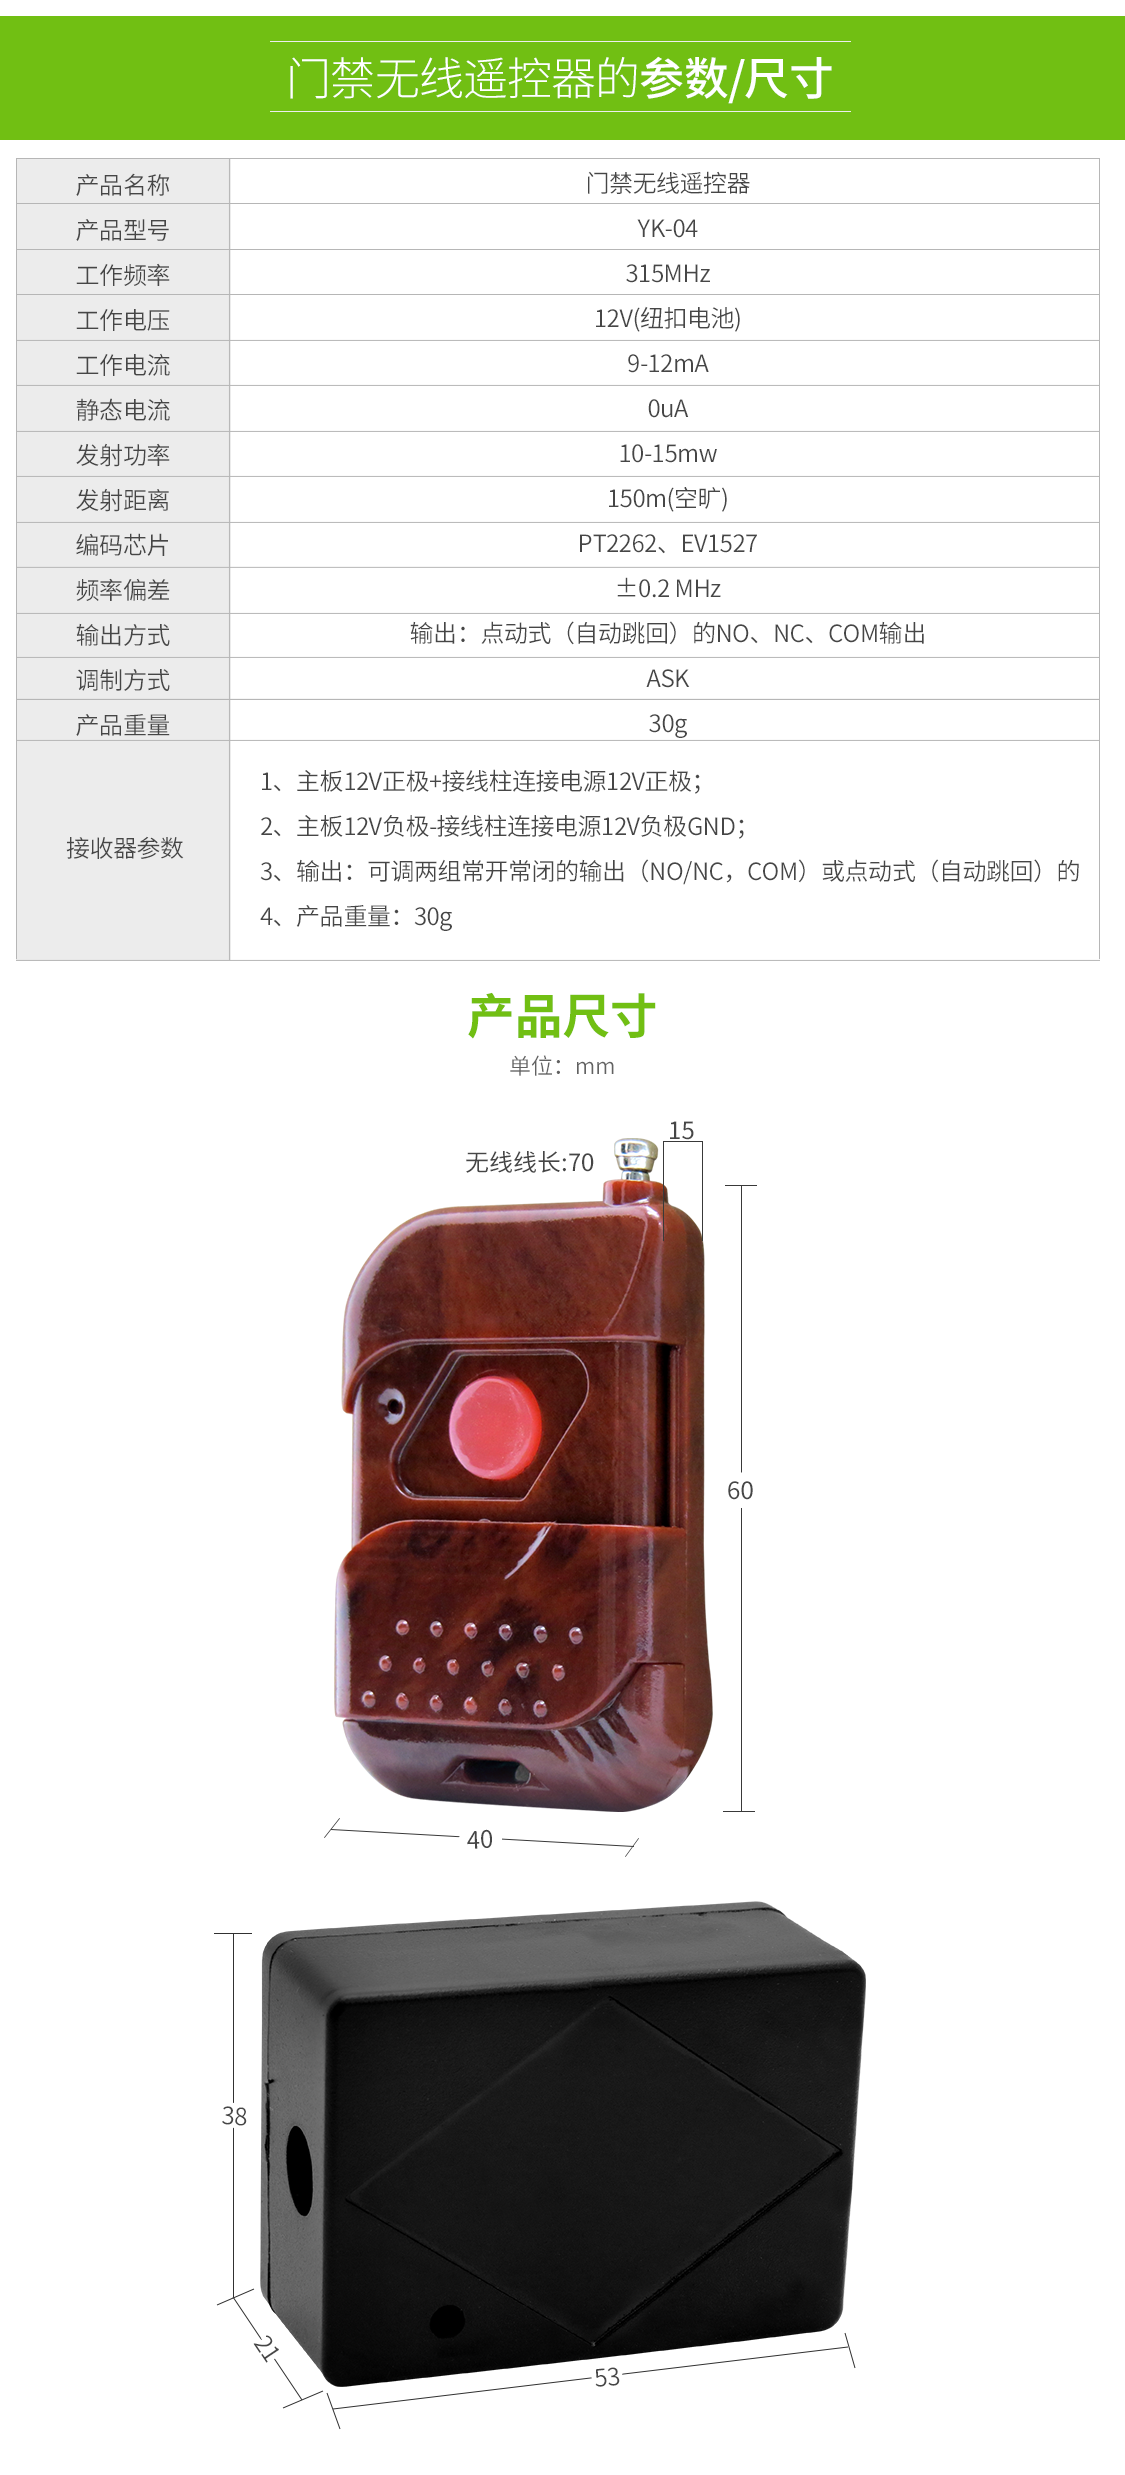 门禁无线遥控器的参数/尺寸
产品名称 门禁无线遥控器
产品型号 YK-04
工作频率 315MHz
工作电压 12V(纽扣电池)
工作电流 9-12mA
静态电流 0uA
发射功率 10-15mw
发射距离 150m(空旷)
编码芯片 PT2262、EV1527
频率偏差 ±0.2 MHz
输出方式 输出：点动式（自动跳回）的NO、NC、COM输出
调制方式 ASK
产品重量 30g
接收器参数
1、主板12V正极+接线柱连接电源12V正极；
2、主板12V负极-接线柱连接电源12V负极GND；
3、输出：可调两组常开常闭的输出（NO/NC，COM）或点动式（自动跳回）的
4、产品重量：30g
产品尺寸
单位：mm
15
无线线长:70
60
40
38
21
53